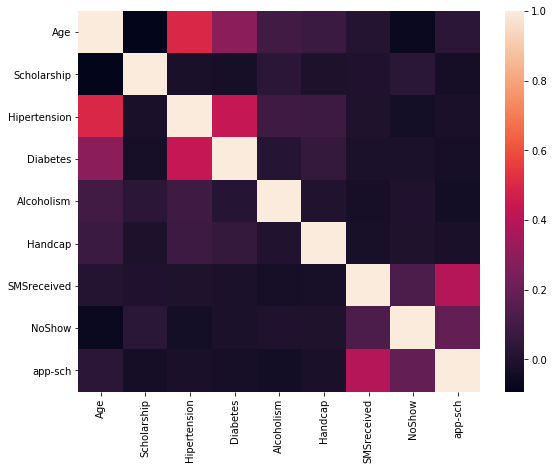 Age
Scholarship
Hipertension
Diabetes
Alcoholism
Handcap
SMSreceived
NoShow
app-sch
Age
Scholarship
Hipertension
Diabetes
Alcoholism
Handcap
SMSreceived
NoShow
app-sch
1.0
0.8
0.6
0.4
0.2
0.0